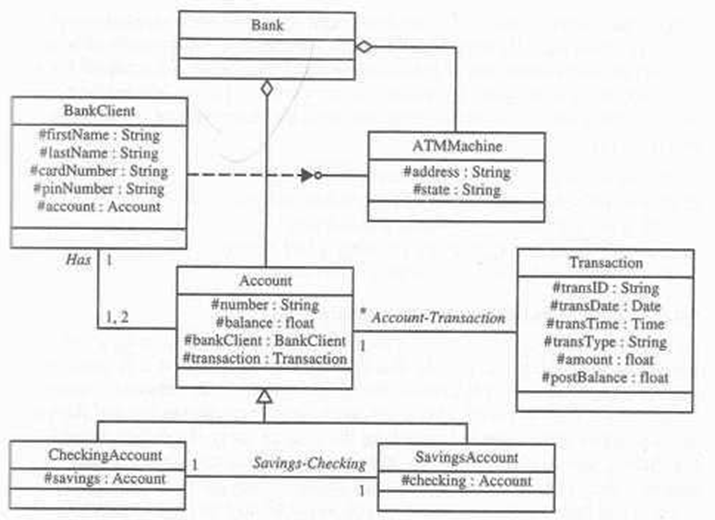 Bank
BankClient
#firstName : String
#lastName : String
#cardNumber : String
#pinNumber : String
#account : Account
ATMMachine
#address : String
#state : String
Has 1
1, 2
Account
#number : String
#balance : float
#bankClient : BankClient
#transaction : Transaction
* Account-Transaction
1
Transaction
#transID : String
#transDate : Date
#transTime : Time
#transType : String
#amount : float
#postBalance : float
CheckingAccount
#savings : Account
1 Savings-Checking
1
SavingsAccount
#checking : Account